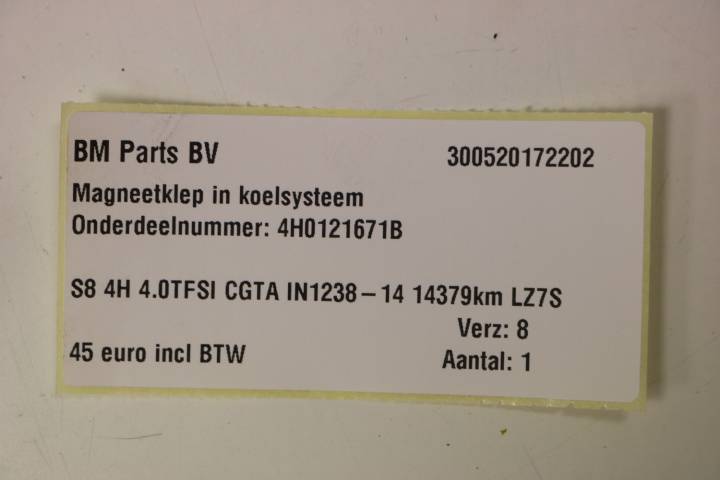 BM Parts BV 300520172202
Magneetklep in koelsysteem
Onderdeelnummer: 4H0121671B
S8 4H 4.0TFSI CGTA IN1238-14 14379km LZ7S
Verz: 8
45 euro incl BTW Aantal: 1